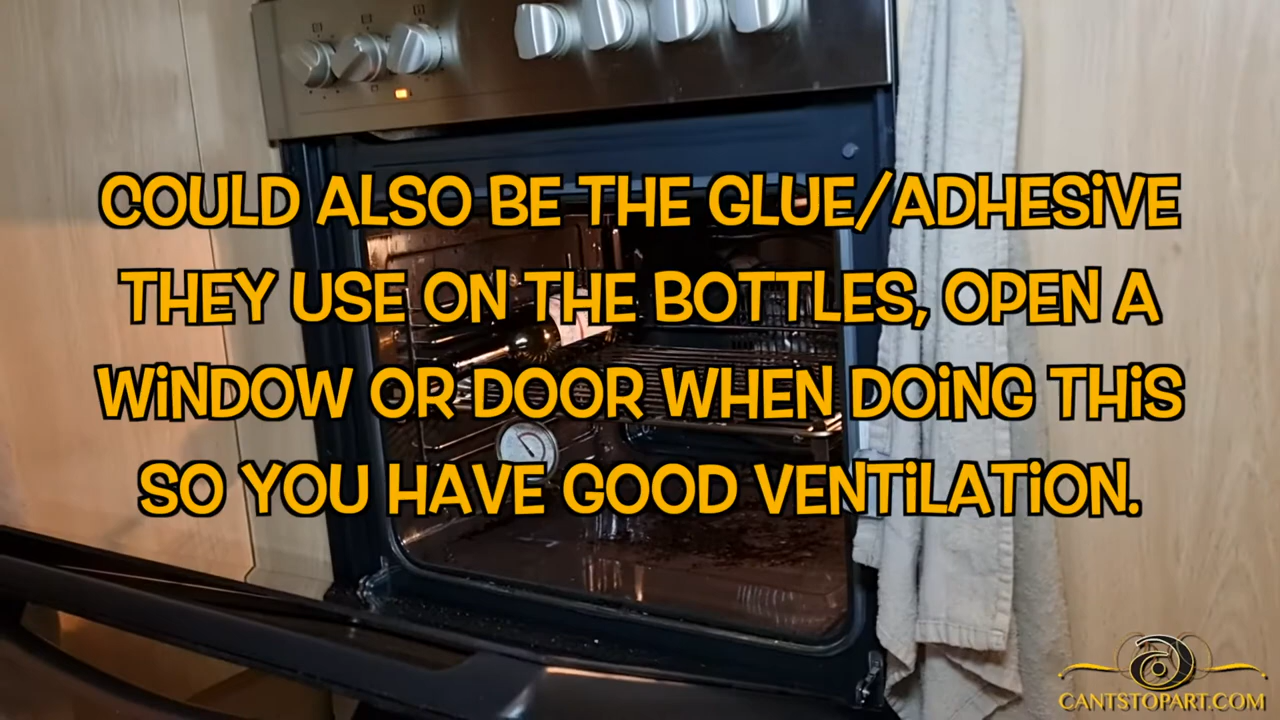 COULD ALSO BE THE GLUE/ADHESIVE
THEY USE ON THE BOTTLES, OPEN A
WINDOW OR DOOR WHEN DOING THIS
SO YOU HAVE GOOD VENTILATION.
CANTSTOPART.COM